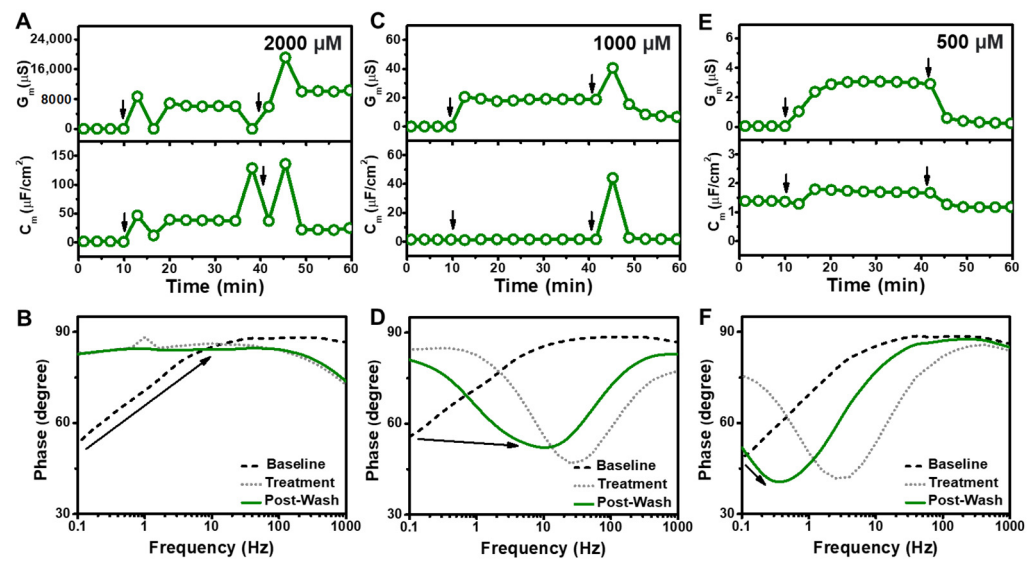 A
2000 µM
Gm(µS)
24,000
16,000
8000
0
Cm(µF/cm²)
150
100
50
0
0 10 20 30 40 50 60
Time (min)
C
1000 µM
Gm(µS)
60
40
20
0
Cm(µF/cm²)
60
40
20
0
0 10 20 30 40 50 60
Time (min)
E
500 µM
Gm(µS)
6
4
2
0
Cm(µF/cm²)
3
2
1
0
0 10 20 30 40 50 60
Time (min)
B
Phase (degree)
90
60
30
Baseline
Treatment
Post-Wash
0.1 1 10 100 1000
Frequency (Hz)
D
Phase (degree)
90
60
30
Baseline
Treatment
Post-Wash
0.1 1 10 100 1000
Frequency (Hz)
F
Phase (degree)
90
60
30
Baseline
Treatment
Post-Wash
0.1 1 10 100 1000
Frequency (Hz)